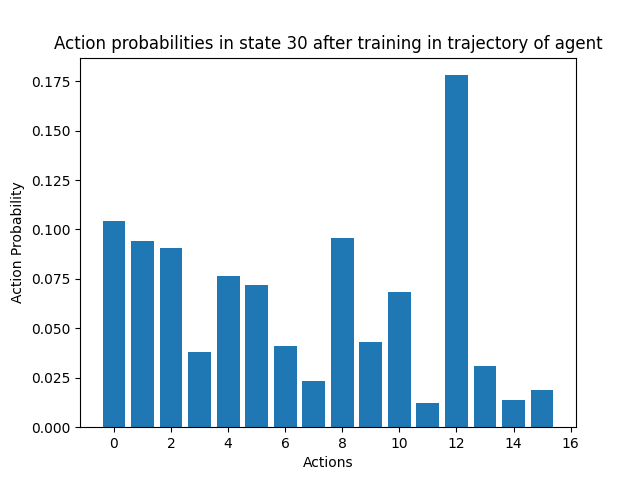 Action probabilities in state 30 after training in trajectory of agent
0.175
0.150
0.125
0.100
0.075
0.050
0.025
0.000
Action Probability
0 2 4 6 8 10 12 14 16
Actions